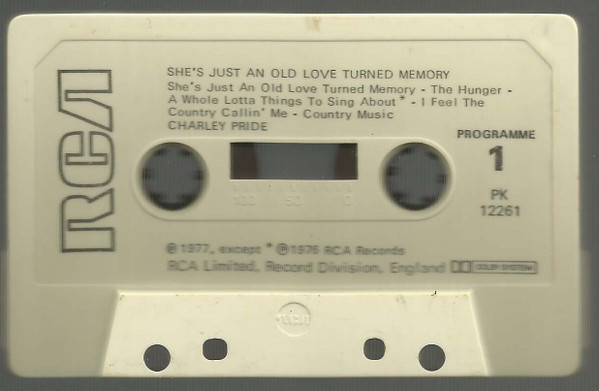 RCA
SHE'S JUST AN OLD LOVE TURNED MEMORY
She's Just An Old Love Turned Memory - The Hunger -
A Whole Lotta Things To Sing About* - I Feel The
Country Callin' Me - Country Music
CHARLEY PRIDE
PROGRAMME
1
PK
12261
100 50 0
℗ 1977, except * ℗ 1976 RCA Records
RCA Limited, Record Division, England DOLBY SYSTEM
RCA